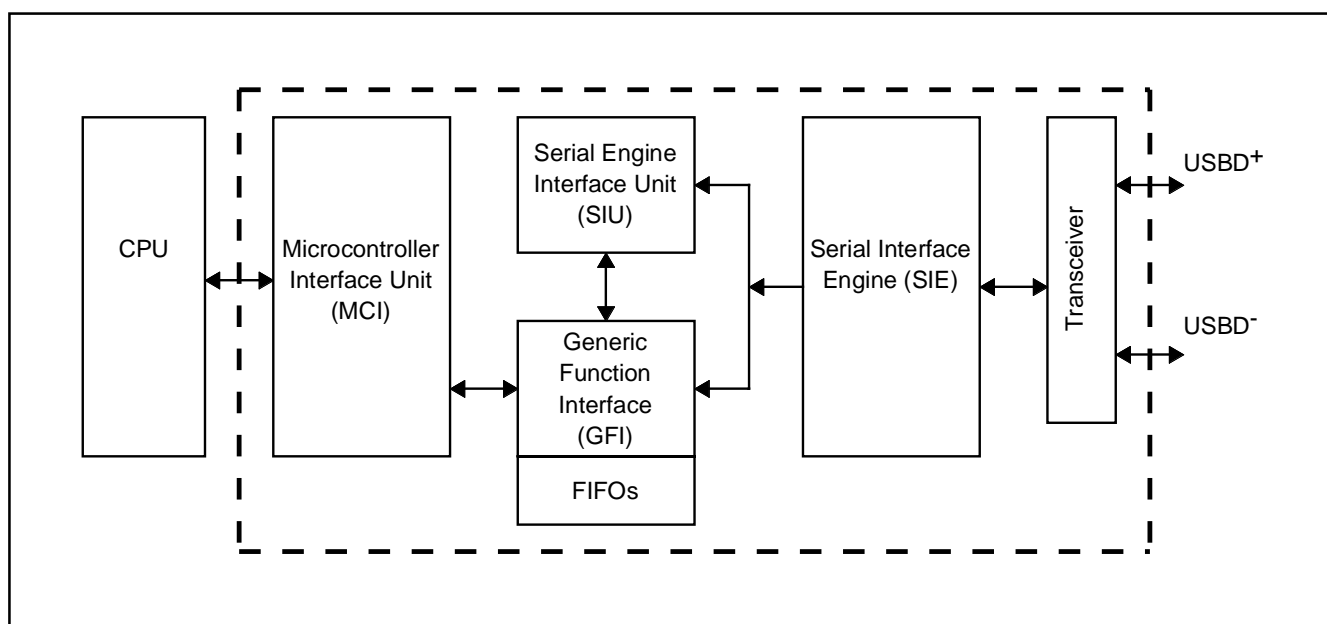 CPU
Microcontroller
Interface Unit
(MCI)
Serial Engine
Interface Unit
(SIU)
Generic
Function
Interface
(GFI)
FIFOs
Serial Interface
Engine (SIE)
Transceiver
USBD+
USBD-